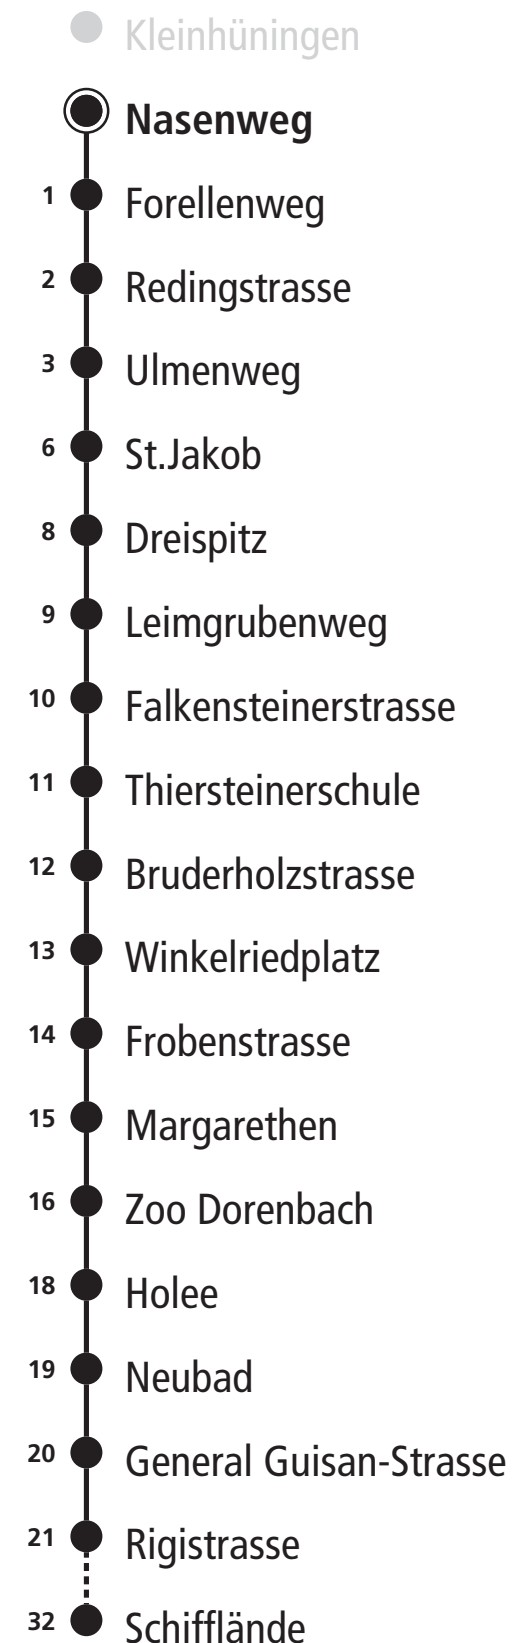 Kleinhüningen
Nasenweg
1 Forellenweg
2 Redingstrasse
3 Ulmenweg
6 St.Jakob
8 Dreispitz
9 Leimgrubenweg
10 Falkensteinerstrasse
11 Thiersteinerschule
12 Bruderholzstrasse
13 Winkelriedplatz
14 Frobenstrasse
15 Margarethen
16 Zoo Dorenbach
18 Holee
19 Neubad
20 General Guisan-Strasse
21 Rigistrasse
32 Schifflände